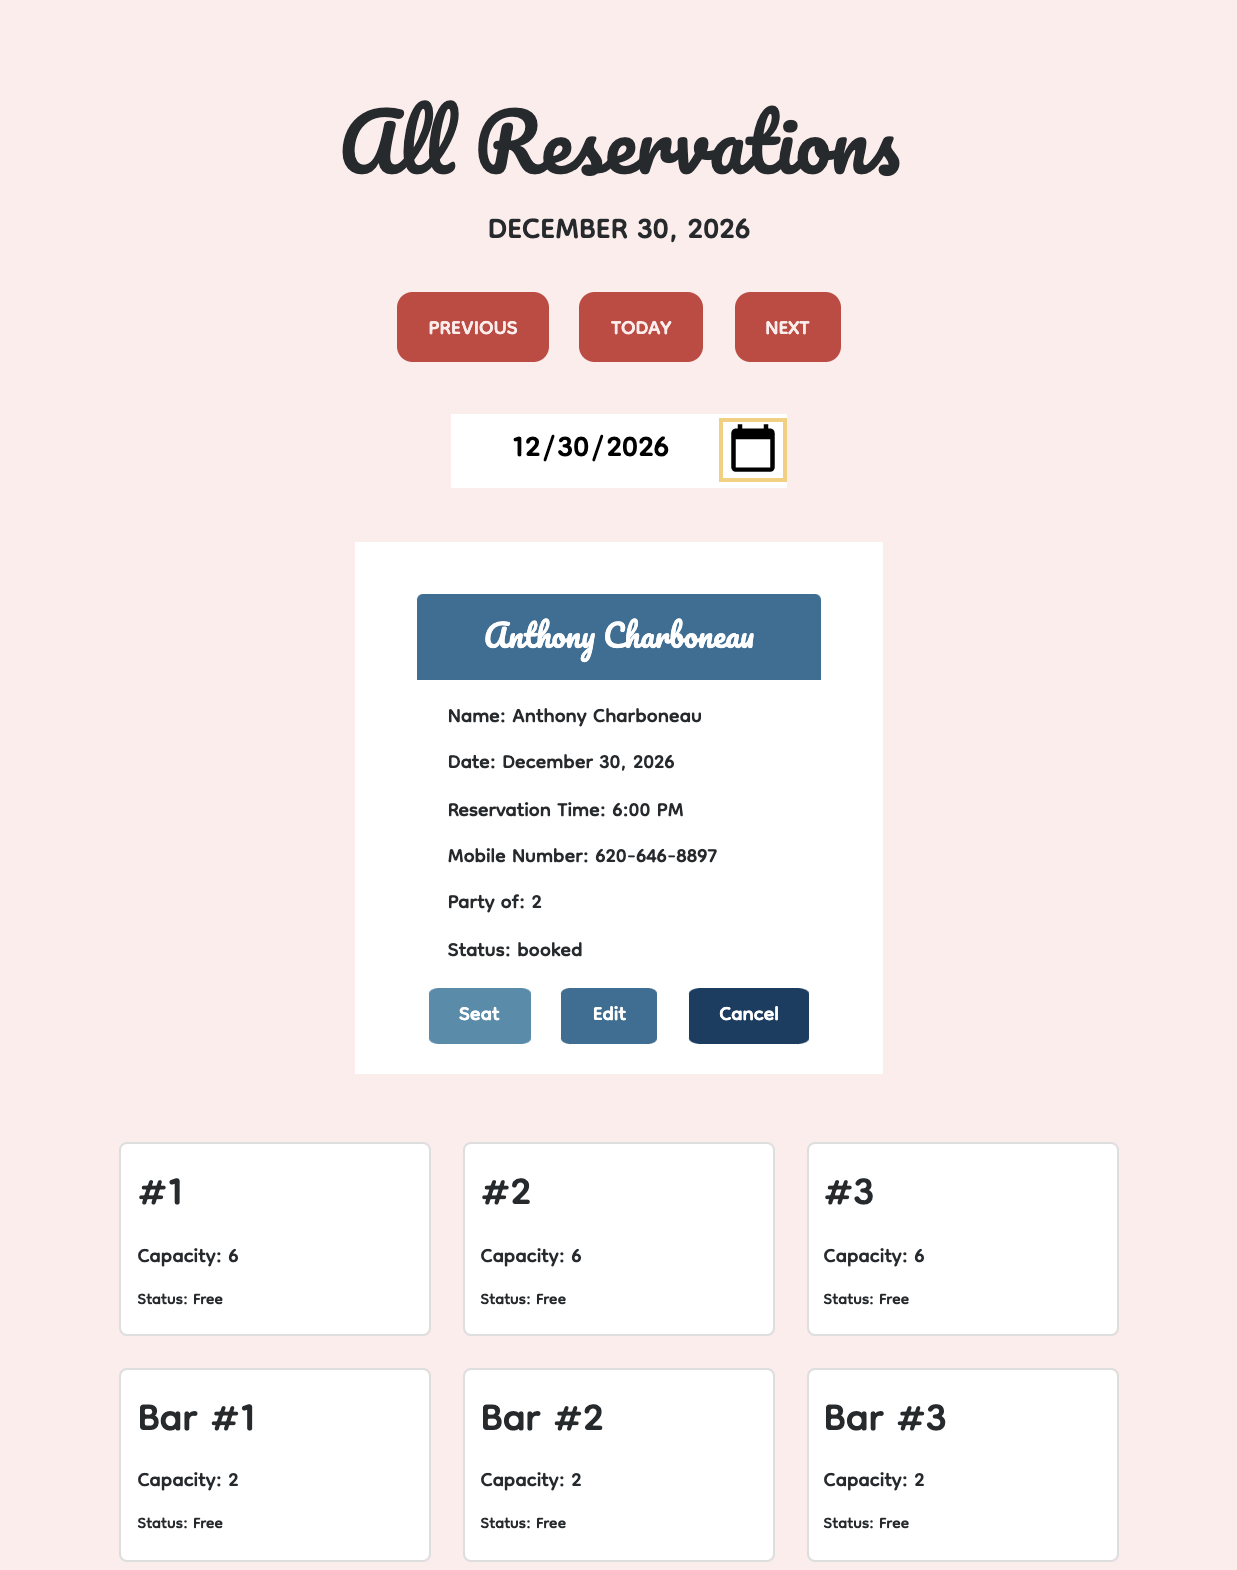 All Reservations
DECEMBER 30, 2026
PREVIOUS TODAY NEXT
12/30/2026
Anthony Charboneau
Name: Anthony Charboneau
Date: December 30, 2026
Reservation Time: 6:00 PM
Mobile Number: 620-646-8897
Party of: 2
Status: booked
Seat Edit Cancel
#1
Capacity: 6
Status: Free
#2
Capacity: 6
Status: Free
#3
Capacity: 6
Status: Free
Bar #1
Capacity: 2
Status: Free
Bar #2
Capacity: 2
Status: Free
Bar #3
Capacity: 2
Status: Free